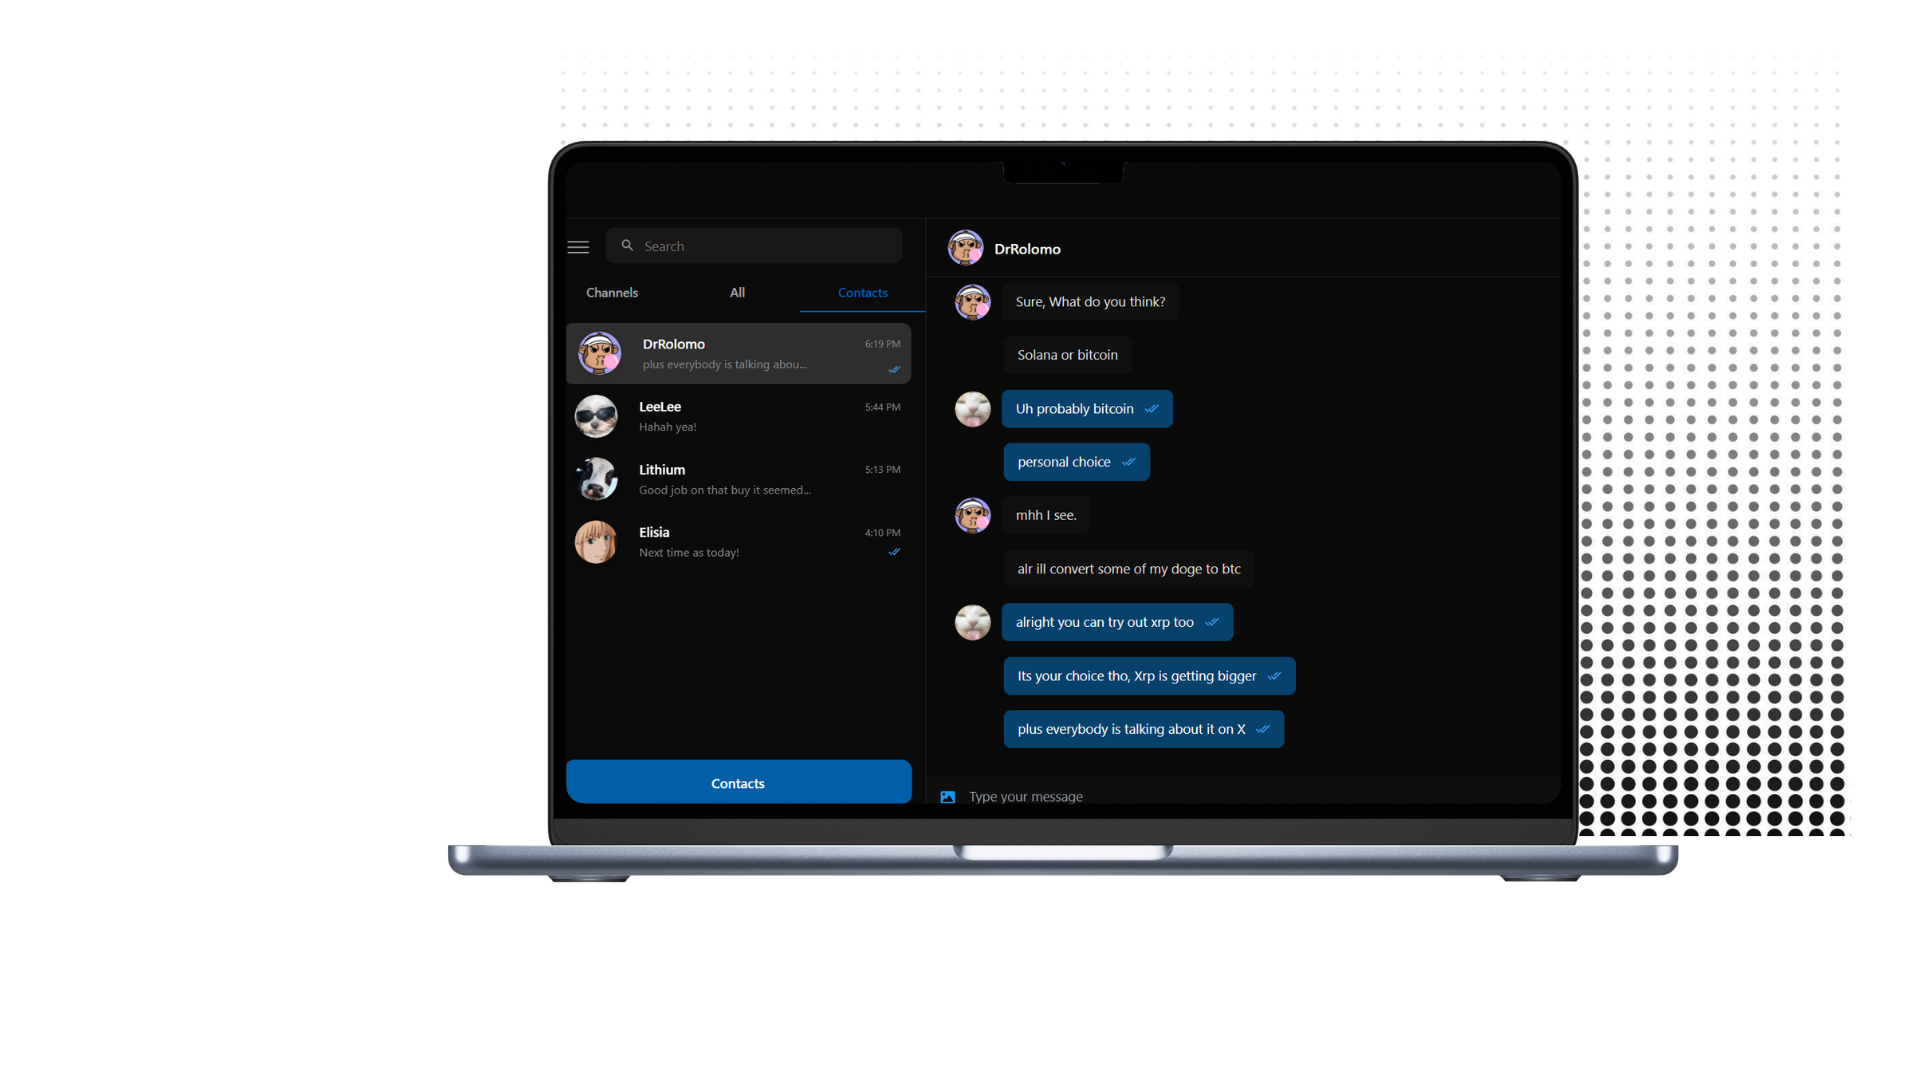 Search
Channels
All
Contacts
DrRolomo
6:19 PM
plus everybody is talking abou...
LeeLee
5:44 PM
Hahah yea!
Lithium
5:13 PM
Good job on that buy it seemed...
Elisia
4:10 PM
Next time as today!
Contacts
DrRolomo
Sure, What do you think?
Solana or bitcoin
Uh probably bitcoin
personal choice
mhh I see.
alr ill convert some of my doge to btc
alright you can try out xrp too
Its your choice tho, Xrp is getting bigger
plus everybody is talking about it on X
Type your message